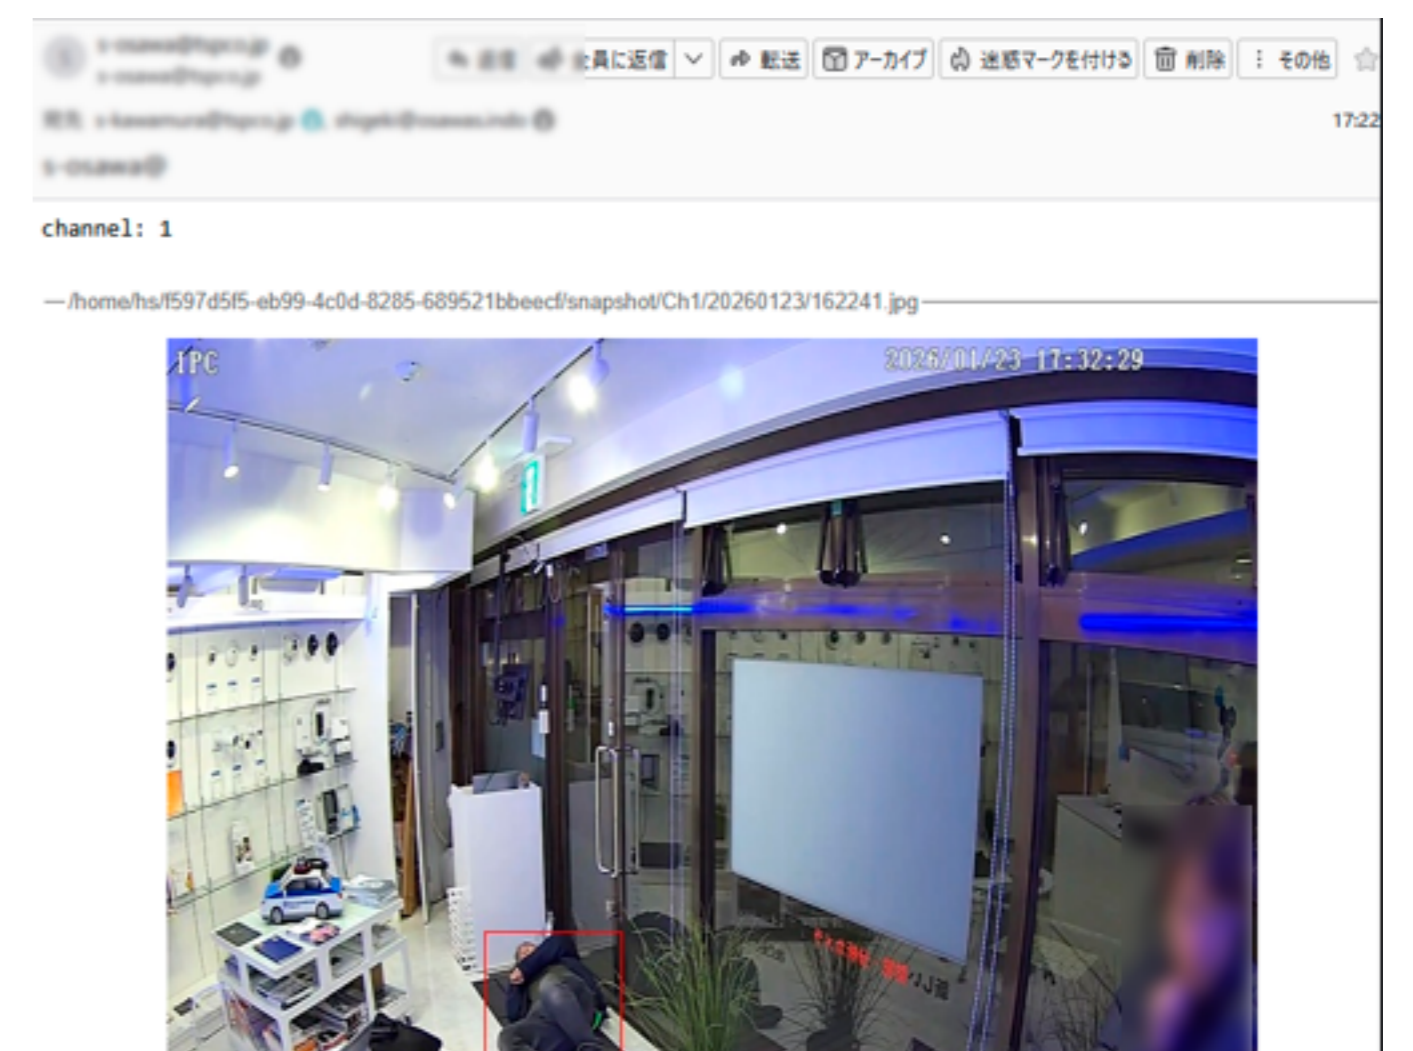 全員に返信
転送
アーカイブ
迷惑マークを付ける
削除
その他
17:22
channel: 1
/home/hs/f597d5f5-eb99-4c0d-8285-689521bbeecf/snapshot/Ch1/20260123/162241.jpg
IPC
2026/01/23 17:32:29